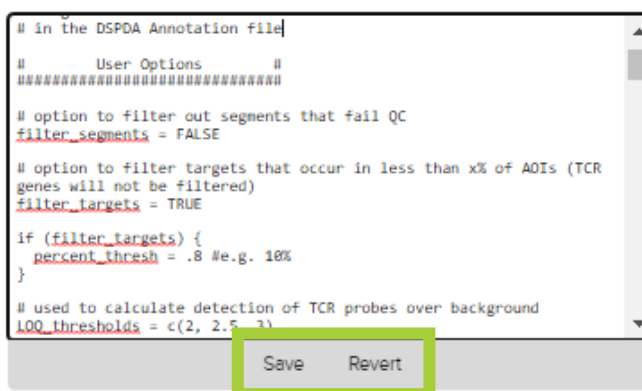 # in the DSPDA Annotation file
# User Options #
##############################
# option to filter out segments that fail QC
filter_segments = FALSE
# option to filter targets that occur in less than x% of AOIs (TCR
genes will not be filtered)
filter_targets = TRUE
if (filter_targets) {
percent_thresh = .8 #e.g. 10%
}
# used to calculate detection of TCR probes over background
LOQ_thresholds = c(2, 2.5, 3)
Save Revert